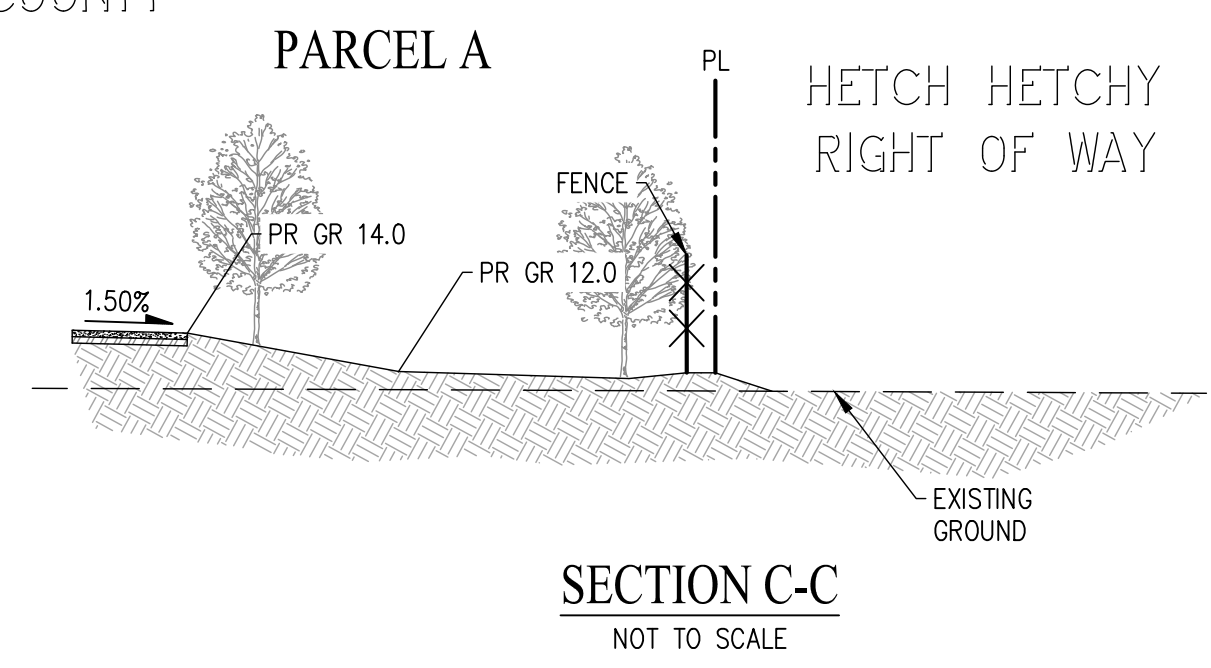 COUNTY
PARCEL A
PL
HETCH HETCHY
RIGHT OF WAY
FENCE
PR GR 14.0
PR GR 12.0
1.50%
EXISTING
GROUND
SECTION C-C
NOT TO SCALE